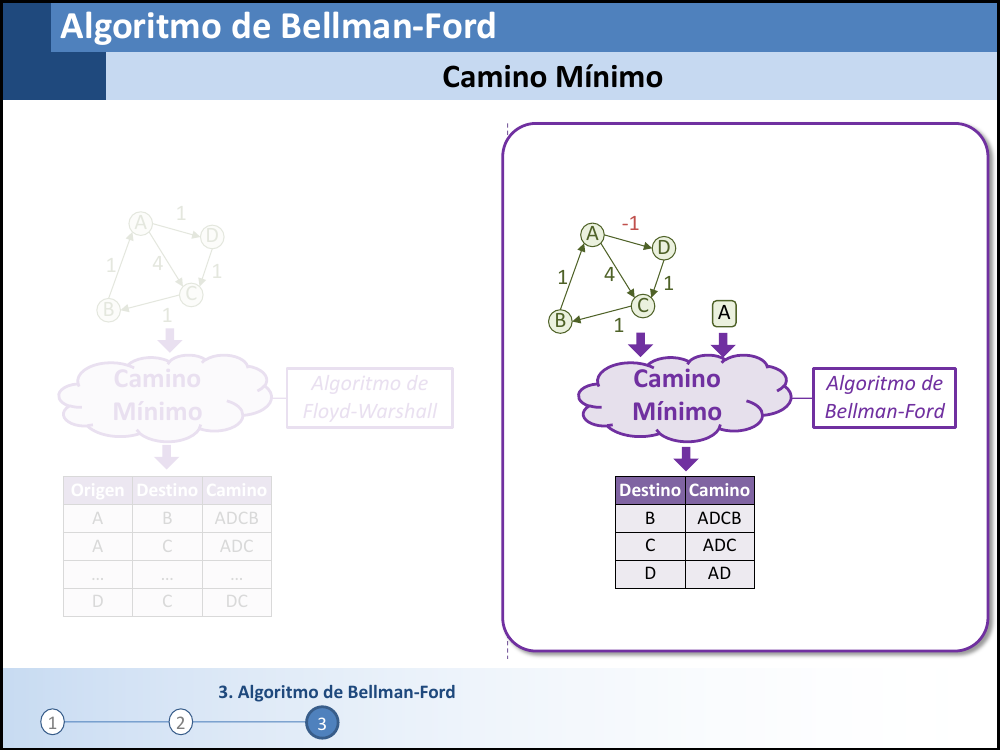 Algoritmo de Bellman-Ford
Camino Mínimo
A
1
D
1
4
1
C
B
1
Camino
Mínimo
Algoritmo de
Floyd-Warshall
Origen Destino Camino
A B ADCB
A C ADC
... ... ...
D C DC
A
-1
D
1
4
1
C
B
1
A
Camino
Mínimo
Algoritmo de
Bellman-Ford
Destino Camino
B ADCB
C ADC
D AD
3. Algoritmo de Bellman-Ford
1 2 3